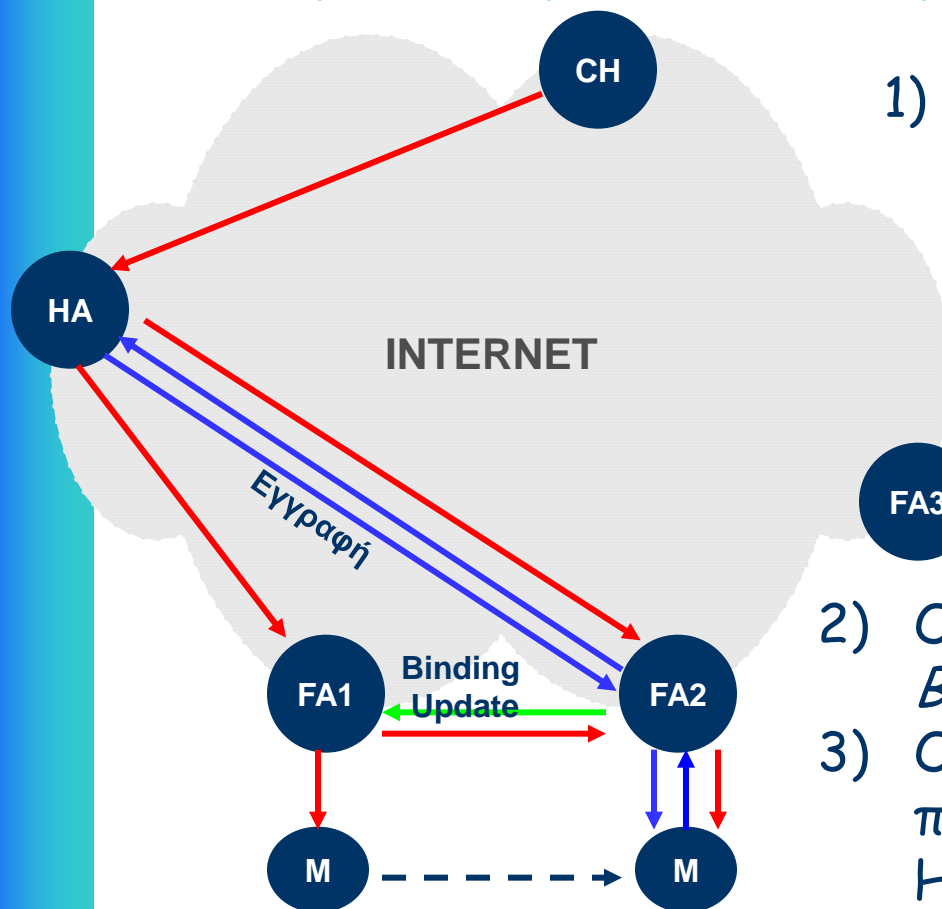 CH
1)
HA
INTERNET
Εγγραφή
FA3
2)
FA1
Binding
Update
FA2
3)
M
M